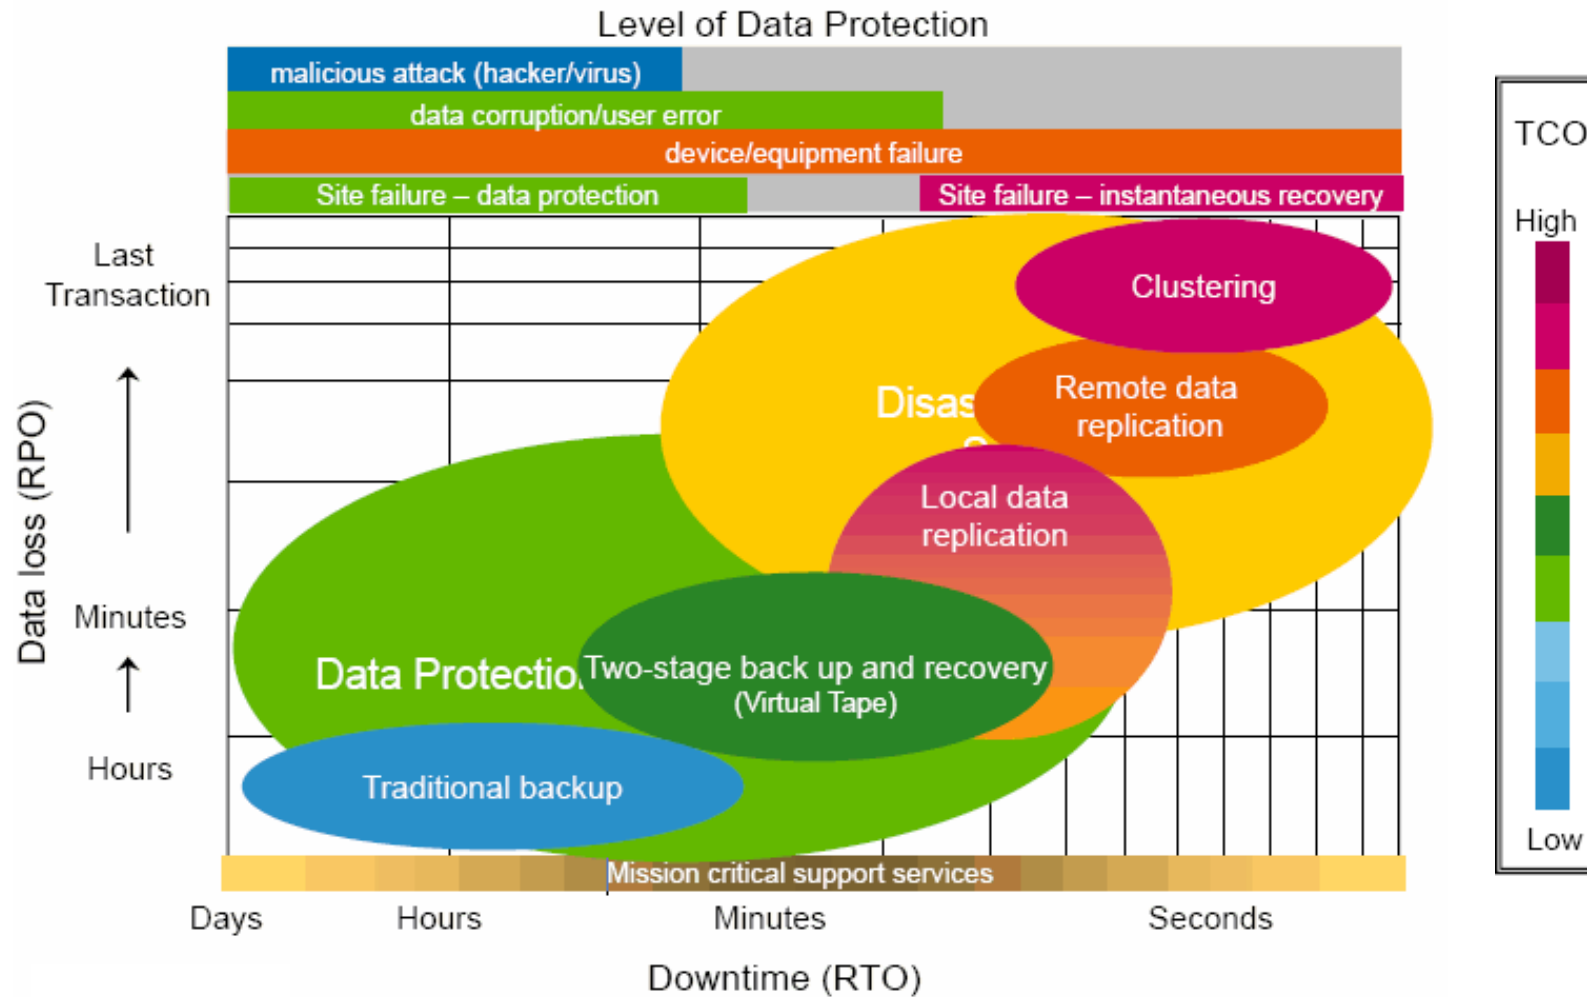 Level of Data Protection
malicious attack (hacker/virus)
data corruption/user error
device/equipment failure
Site failure – data protection
Site failure – instantaneous recovery
TCO
High
Low
Last
Transaction
Data loss (RPO)
Minutes
Hours
Clustering
Remote data
replication
Local data
replication
Data
Two-stage back up and recovery
(Virtual Tape)
Traditional backup
Mission critical support services
Days
Hours
Minutes
Seconds
Downtime (RTO)